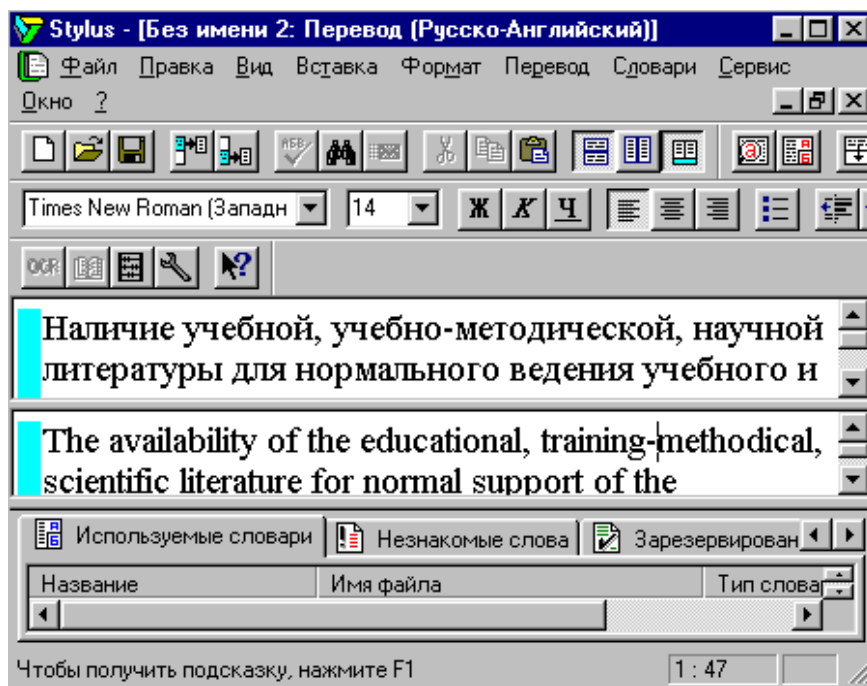 Stylus - [Без имени 2: Перевод (Русско-Английский)]
Файл Правка Вид Вставка Формат Перевод Словари Сервис
Окно ?
АБВ
Times New Roman (Западн 14 Ж К Ч
OCR
Наличие учебной, учебно-методической, научной
литературы для нормального ведения учебного и
The availability of the educational, training-methodical,
scientific literature for normal support of the
Используемые словари Незнакомые слова Зарезервирован
Название Имя файла Тип слова
Чтобы получить подсказку, нажмите F1 1 : 47